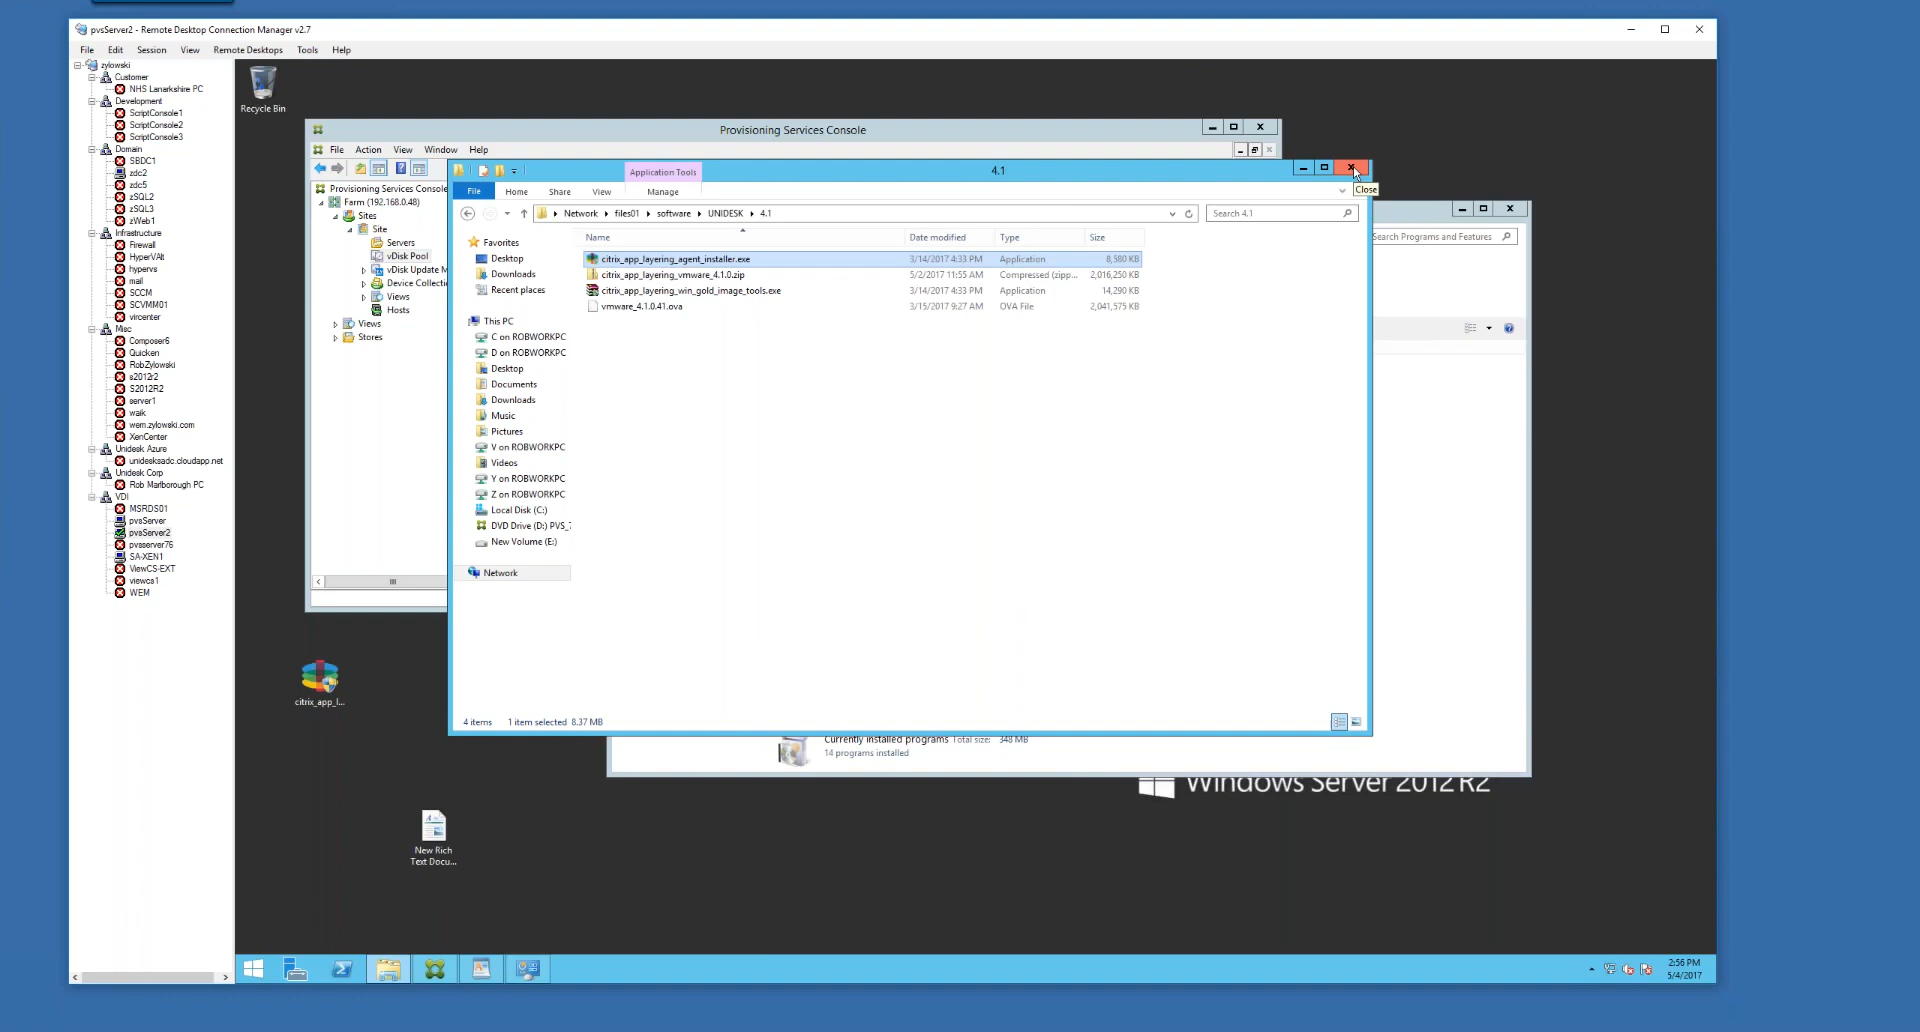 pvsServer2 - Remote Desktop Connection Manager v2.7
File Edit Session View Remote Desktops Tools Help
zylowski
Customer
NHS Lanarkshire PC
Development
ScriptConsole1
ScriptConsole2
ScriptConsole3
Domain
SBDC1
zdc2
zdc5
zSQL2
zSQL3
zWeb1
Infrastructure
Firewall
HyperVAlt
hypervs
mail
SCCM
SCVMM01
vircenter
Misc
Composer6
Quicken
RobZylowski
s2012r2
S2012R2
server1
waik
wem.zylowski.com
XenCenter
Unidesk Azure
unidesksadc.cloudapp.net
Unidesk Corp
Rob Marlborough PC
VDI
MSRDS01
pvsServer
pvsServer2
pvsserver76
SA-XEN1
ViewCS-EXT
viewcs1
WEM
Recycle Bin
Provisioning Services Console
File Action View Window Help
Provisioning Services Console
Farm (192.168.0.48)
Sites
Site
Servers
vDisk Pool
vDisk Update M
Device Collecti
Views
Hosts
Views
Stores
Application Tools
4.1
Close
File Home Share View Manage
Network files01 software UNIDESK 4.1
Search 4.1
Search Programs and Features
Favorites
Desktop
Downloads
Recent places
This PC
C on ROBWORKPC
D on ROBWORKPC
Desktop
Documents
Downloads
Music
Pictures
V on ROBWORKPC
Videos
Y on ROBWORKPC
Z on ROBWORKPC
Local Disk (C:)
DVD Drive (D:) PVS_7
New Volume (E:)
Network
Name Date modified Type Size
citrix_app_layering_agent_installer.exe 3/14/2017 4:33 PM Application 8,580 KB
citrix_app_layering_vmware_4.1.0.zip 5/2/2017 11:55 AM Compressed (zipp... 2,016,250 KB
citrix_app_layering_win_gold_image_tools.exe 3/14/2017 4:33 PM Application 14,290 KB
vmware_4.1.0.41.ova 3/15/2017 9:27 AM OVA File 2,041,575 KB
4 items 1 item selected 8.37 MB
Currently installed programs Total size: 348 MB
14 programs installed
citrix_app_l...
New Rich
Text Docu...
Windows Server 2012 R2
2:56 PM
5/4/2017